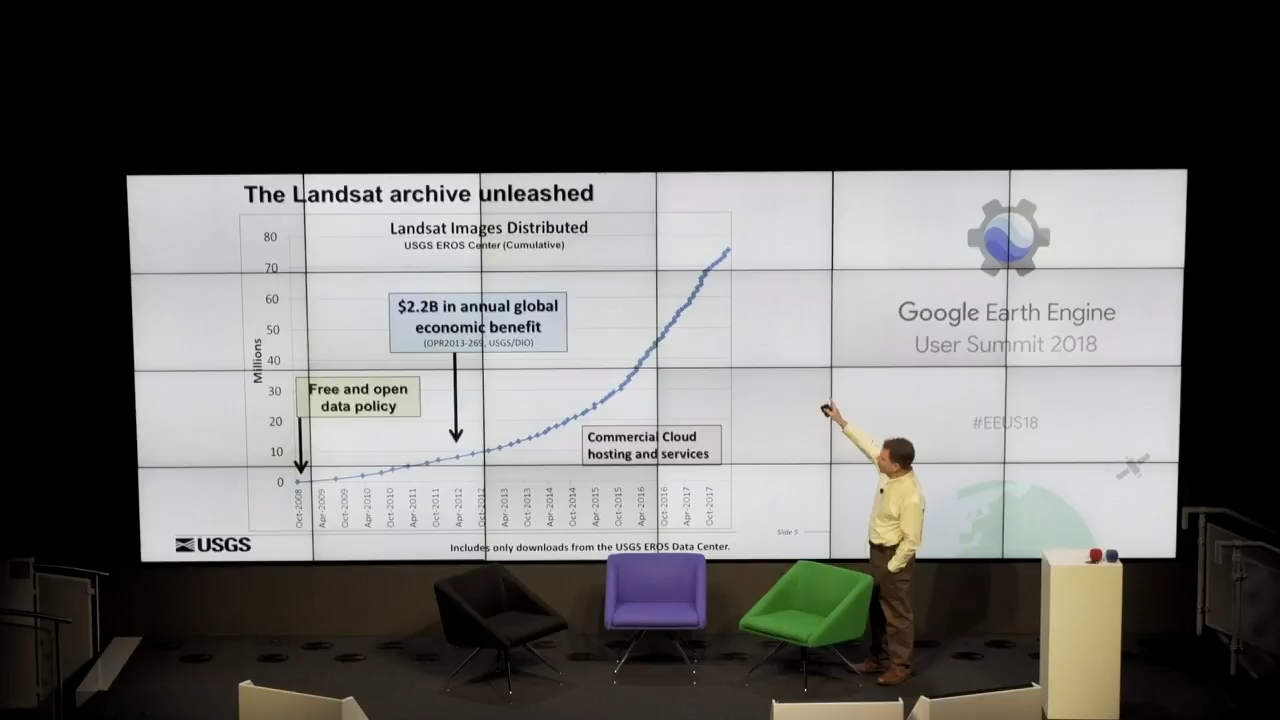 The Landsat archive unleashed
Landsat Images Distributed
USGS EROS Center (Cumulative)
80
70
60
50
40
30
20
10
0
Millions
$2.2B in annual global
economic benefit
(OPR2013-269, USGS/DIO)
Free and open
data policy
Commercial Cloud
hosting and services
Oct-2008
Apr-2009
Oct-2009
Apr-2010
Oct-2010
Apr-2011
Oct-2011
Apr-2012
Oct-2012
Apr-2013
Oct-2013
Apr-2014
Oct-2014
Apr-2015
Oct-2015
Apr-2016
Oct-2016
Apr-2017
Oct-2017
USGS
Includes only downloads from the USGS EROS Data Center.
Slide 5
Google Earth Engine
User Summit 2018
#EEUS18